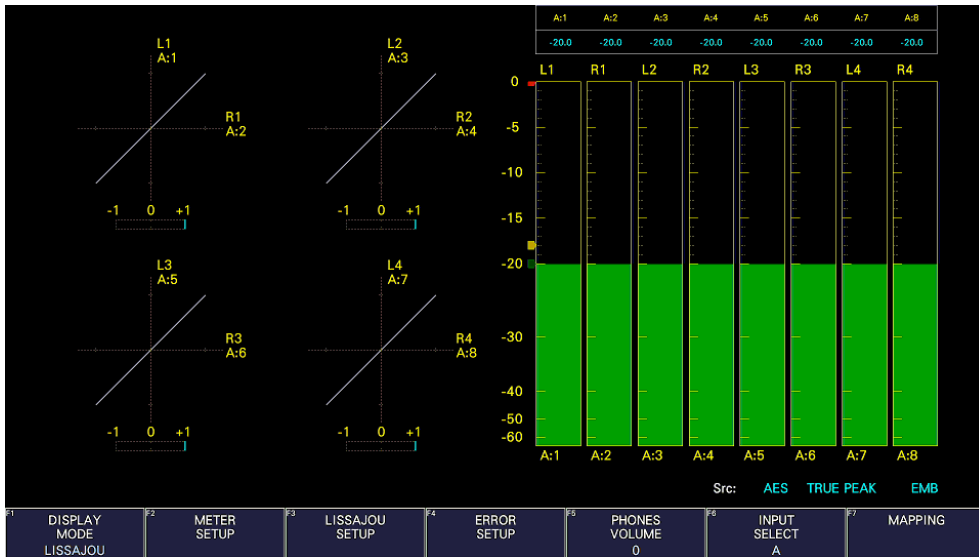 A:1 A:2 A:3 A:4 A:5 A:6 A:7 A:8
-20.0 -20.0 -20.0 -20.0 -20.0 -20.0 -20.0 -20.0
L1
A:1
R1
A:2
-1 0 +1
L2
A:3
R2
A:4
-1 0 +1
L3
A:5
R3
A:6
-1 0 +1
L4
A:7
R4
A:8
-1 0 +1
L1 R1 L2 R2 L3 R3 L4 R4
0
-5
-10
-15
-20
-30
-40
-50
-60
A:1 A:2 A:3 A:4 A:5 A:6 A:7 A:8
Src: AES TRUE PEAK EMB
F1 DISPLAY
MODE
LISSAJOU
F2 METER
SETUP
F3 LISSAJOU
SETUP
F4 ERROR
SETUP
F5 PHONES
VOLUME
0
F6 INPUT
SELECT
A
F7 MAPPING